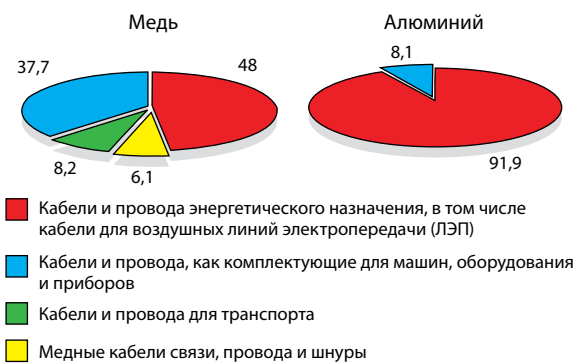 Медь
Алюминий
37,7
48
8,1
8,2
6,1
91,9
Кабели и провода энергетического назначения, в том числе
кабели для воздушных линий электропередачи (ЛЭП)
Кабели и провода, как комплектующие для машин, оборудования
и приборов
Кабели и провода для транспорта
Медные кабели связи, провода и шнуры